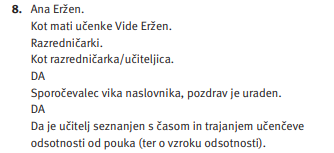 8. Ana Eržen.
Kot mati učenke Vide Eržen.
Razredničarki.
Kot razredničarka/učiteljica.
DA
Sporočevalec vika naslovnika, pozdrav je uraden.
DA
Da je učitelj seznanjen s časom in trajanjem učenčeve
odsotnosti od pouka (ter o vzroku odsotnosti).